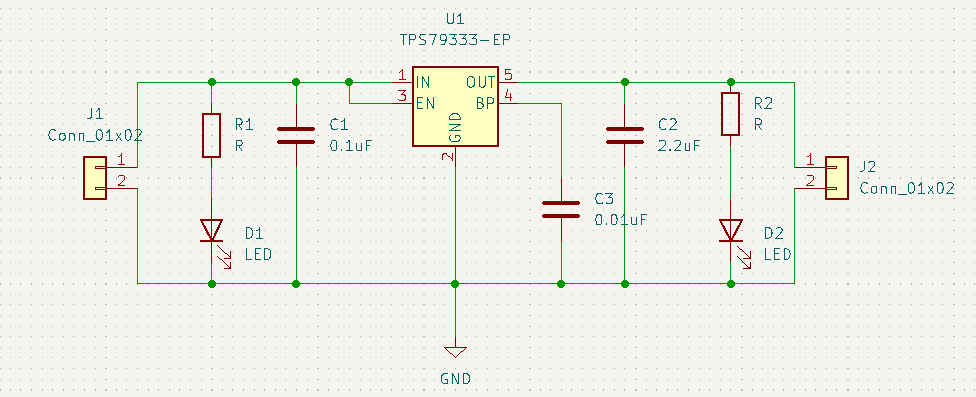 U1
TPS79333-EP
1 IN OUT 5
3 EN BP 4
GND
2
J1
Conn_01x02
1
2
R1
R
C1
0.1uF
D1
LED
C3
0.01uF
C2
2.2uF
R2
R
D2
LED
1
2
J2
Conn_01x02
GND